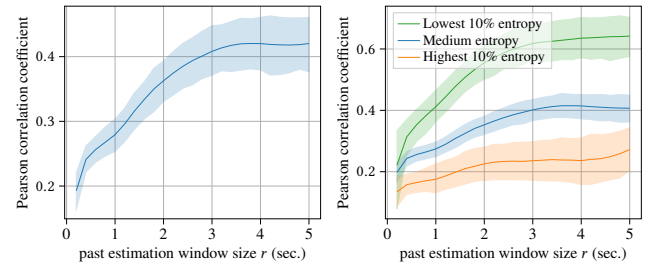 Pearson correlation coefficient
0.4
0.3
0.2
0 1 2 3 4 5
past estimation window size r (sec.)
Pearson correlation coefficient
0.6
0.4
0.2
Lowest 10% entropy
Medium entropy
Highest 10% entropy
0 1 2 3 4 5
past estimation window size r (sec.)